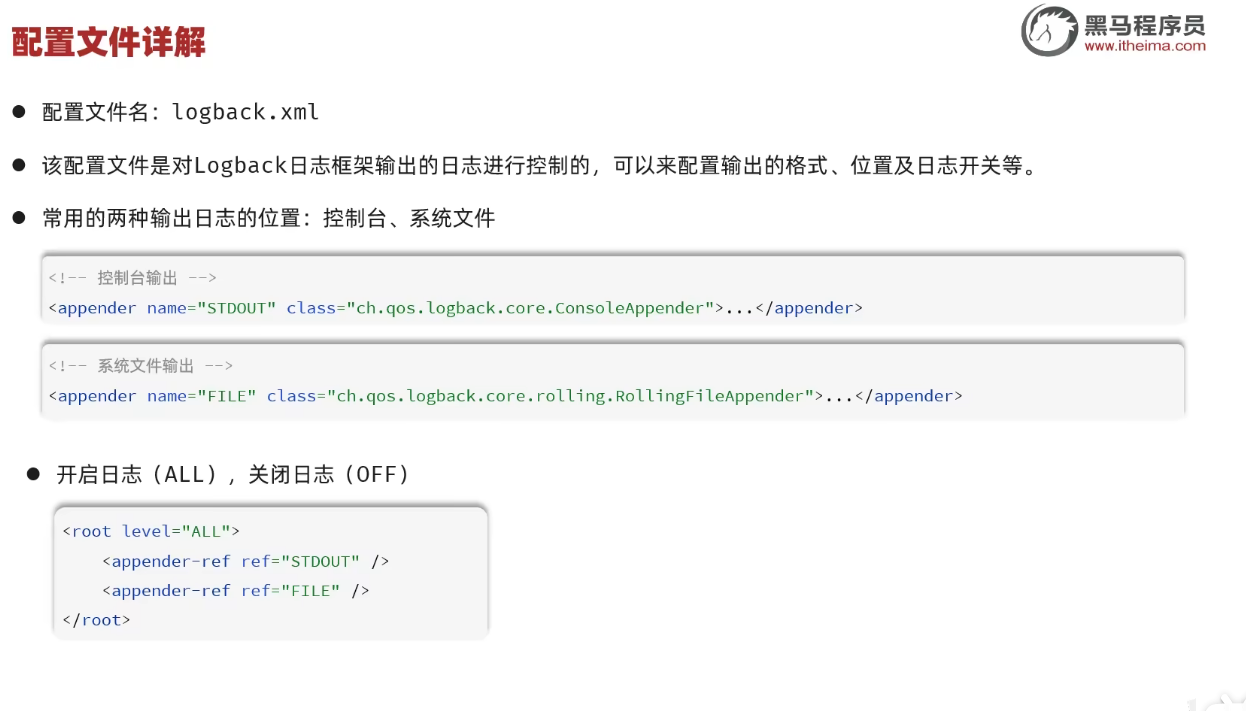 配置文件详解
黑马程序员
www.itheima.com
配置文件名：logback.xml
该配置文件是对Logback日志框架输出的日志进行控制的，可以来配置输出的格式、位置及日志开关等。
常用的两种输出日志的位置：控制台、系统文件
<!-- 控制台输出 -->
<appender name="STDOUT" class="ch.qos.logback.core.ConsoleAppender">...</appender>
<!-- 系统文件输出 -->
<appender name="FILE" class="ch.qos.logback.core.rolling.RollingFileAppender">...</appender>
开启日志（ALL），关闭日志（OFF）
<root level="ALL">
    <appender-ref ref="STDOUT" />
    <appender-ref ref="FILE" />
</root>